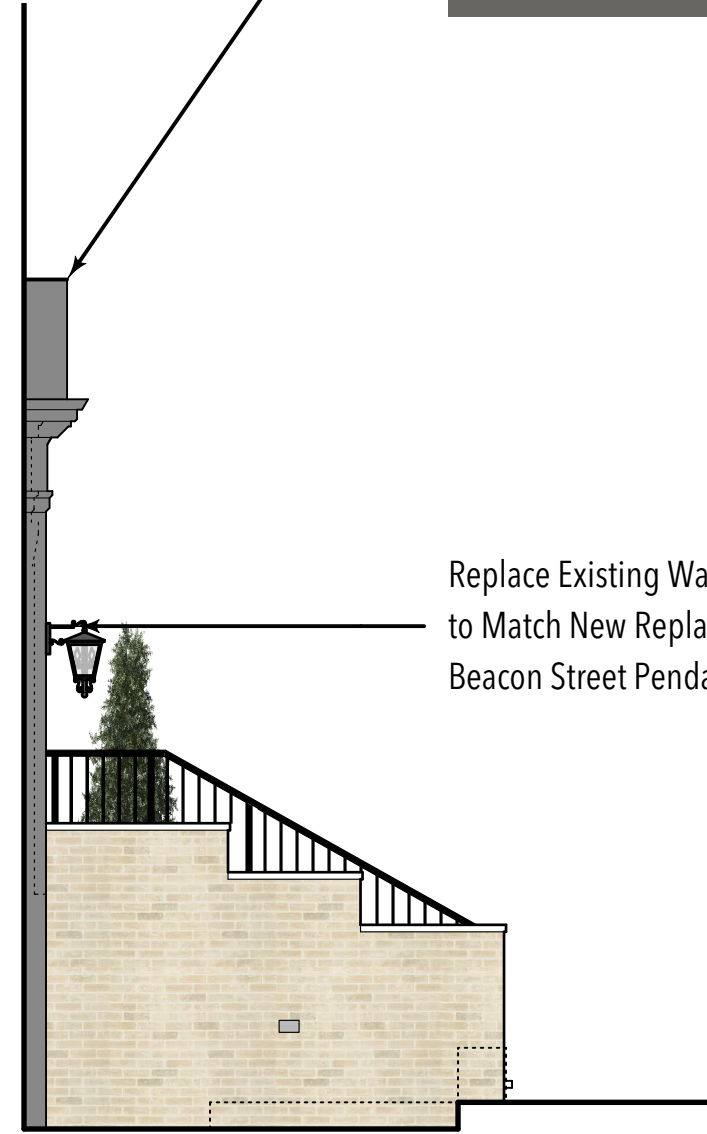 Replace Existing Wa
to Match New Repla
Beacon Street Penda